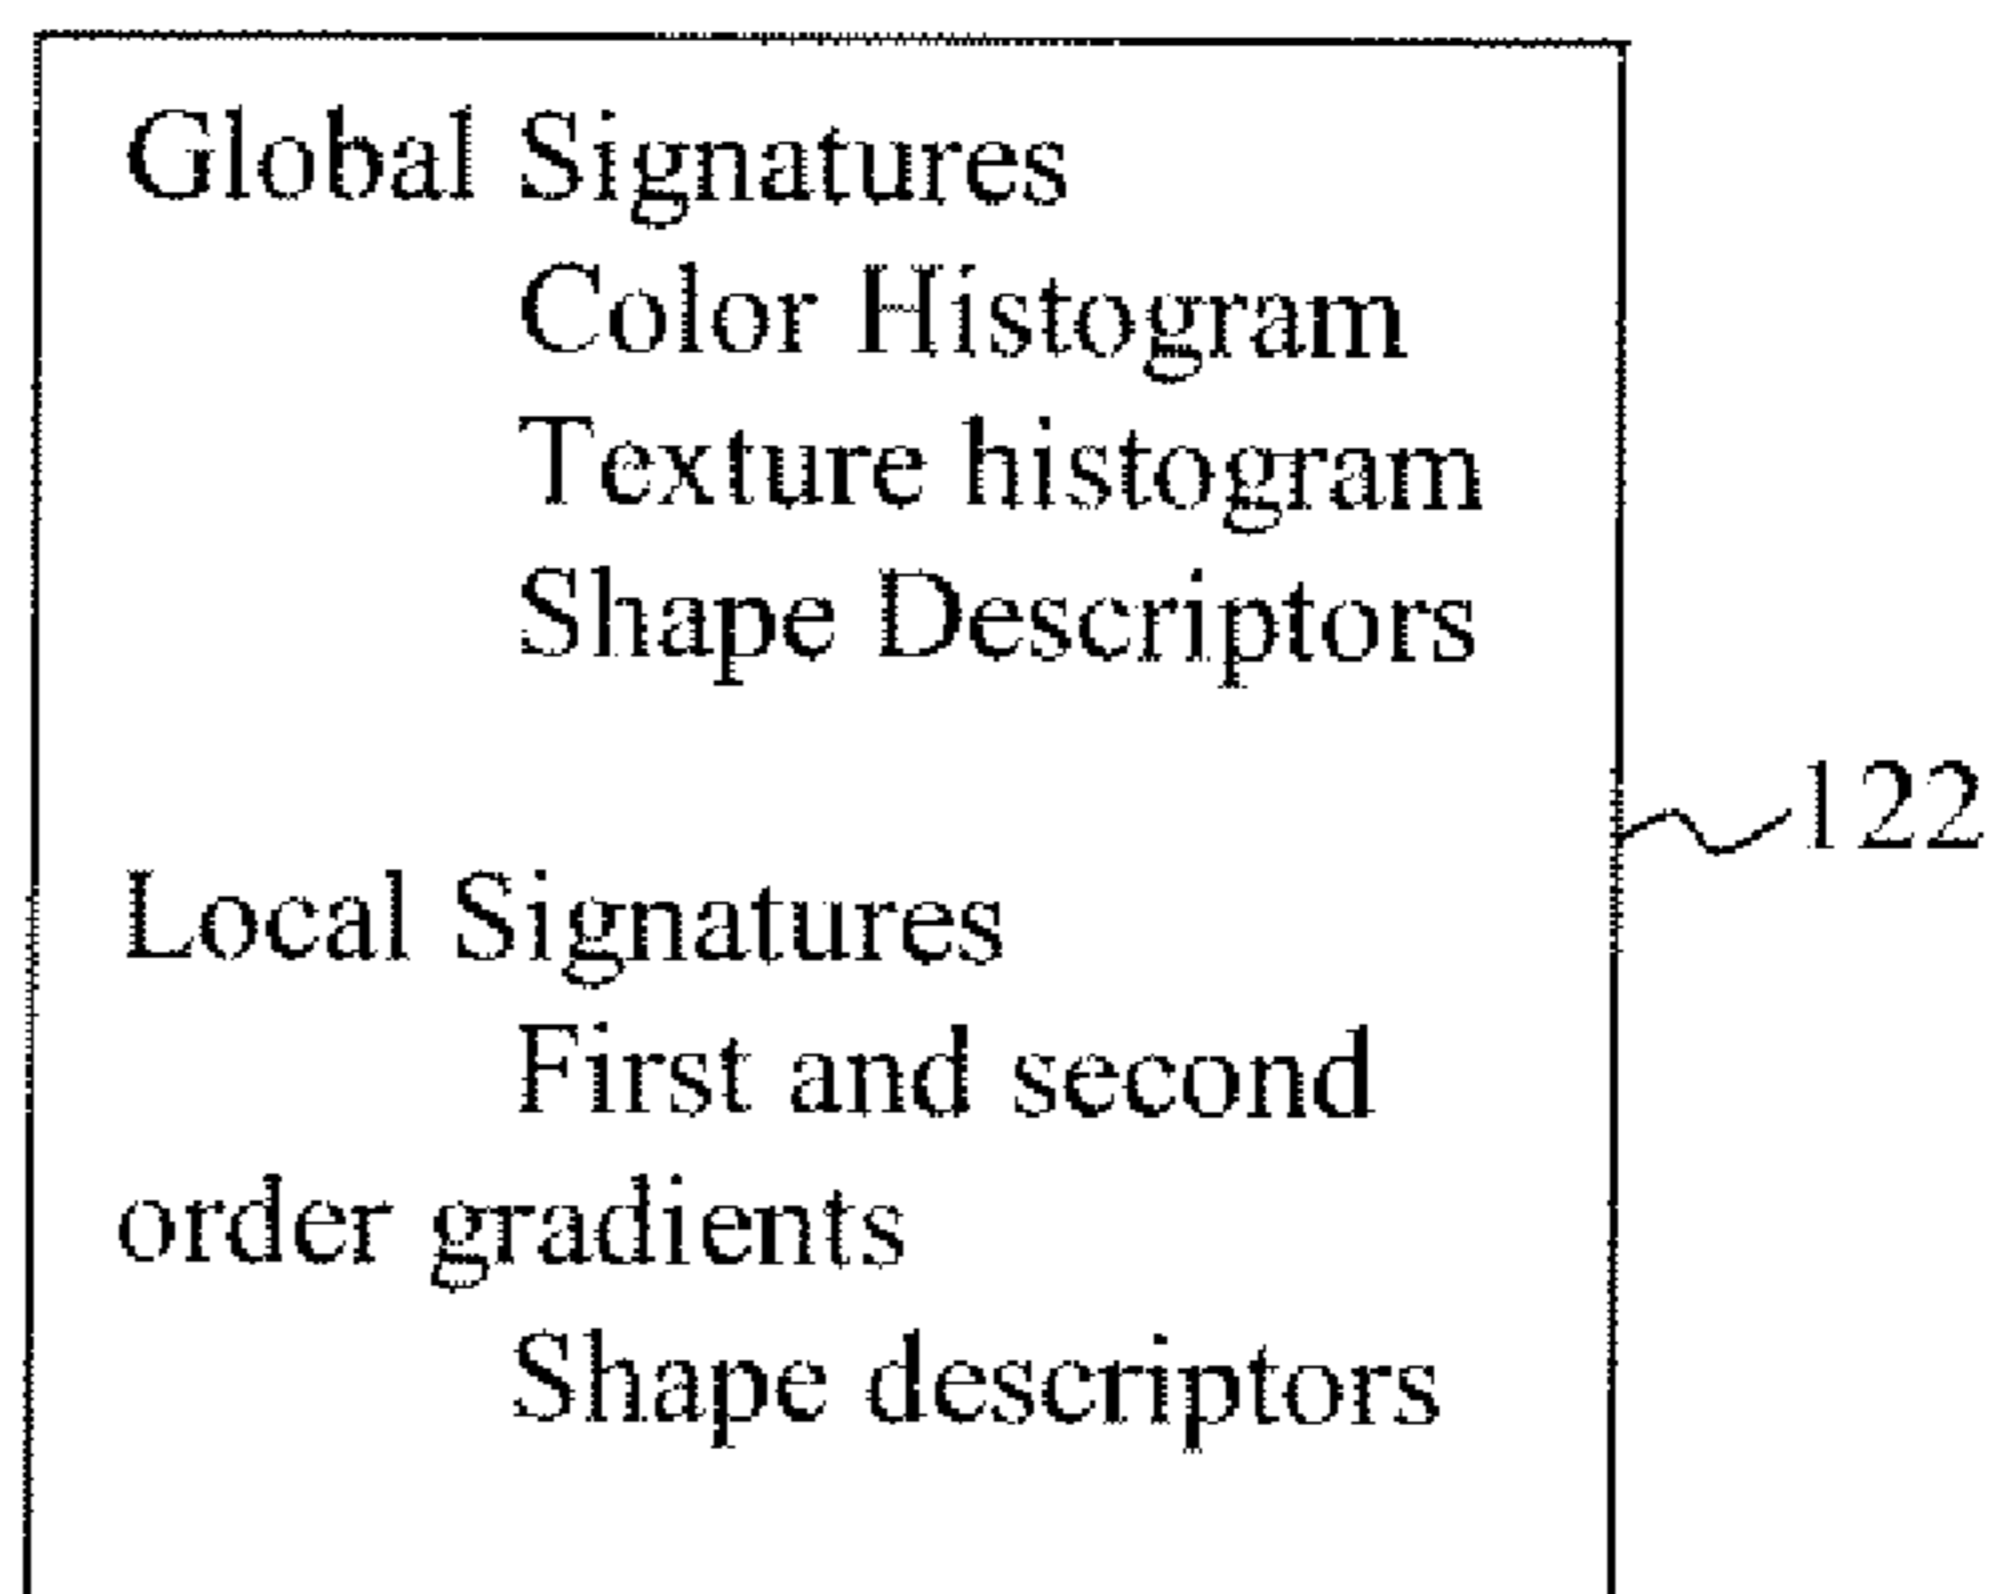 Global Signatures
Color Histogram
Texture histogram
Shape Descriptors
122
Local Signatures
First and second
order gradients
Shape descriptors